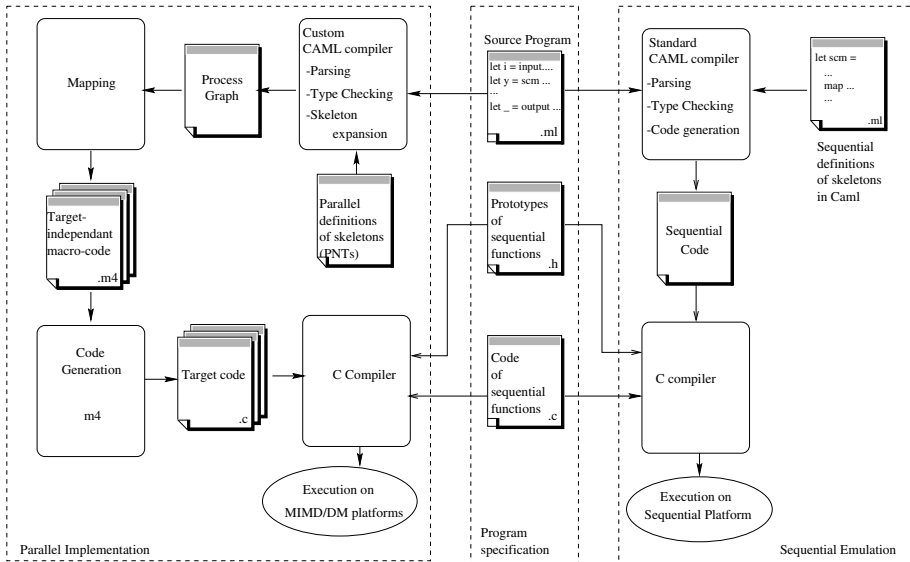 Mapping
Process
Graph
Custom
CAML compiler
-Parsing
-Type Checking
-Skeleton
expansion
Source Program
let i = input....
let y = scm ...
...
let _ = output ...
.ml
Standard
CAML compiler
-Parsing
-Type Checking
-Code generation
let scm =
...
map ...
...
.ml
Sequential
definitions
of skeletons
in Caml
Target-
independant
macro-code
.m4
Parallel
definitions
of skeletons
(PNTs)
Prototypes
of
sequential
functions
.h
Sequential
Code
Code
Generation
m4
Target code
.c
C Compiler
Code
of
sequential
functions
.c
C compiler
Execution on
MIMD/DM platforms
Execution on
Sequential Platform
Parallel Implementation
Program
specification
Sequential Emulation